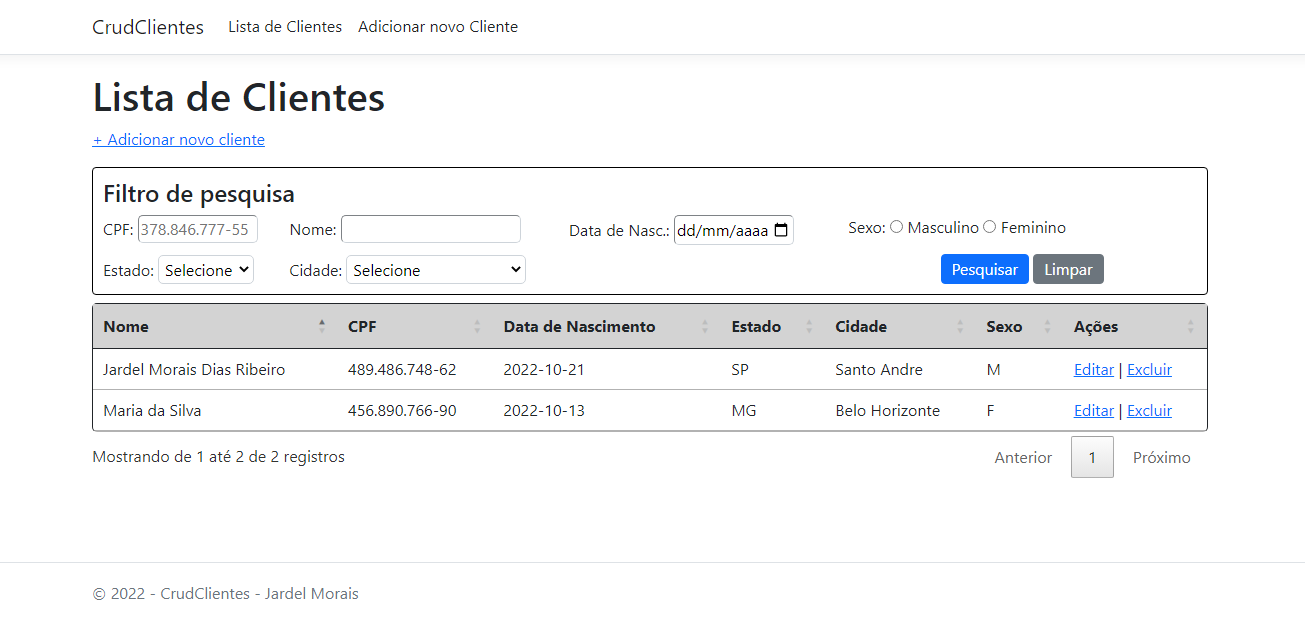 CrudClientes Lista de Clientes Adicionar novo Cliente
Lista de Clientes
+ Adicionar novo cliente
Filtro de pesquisa
CPF: 378.846.777-55 Nome: Data de Nasc.: dd/mm/aaaa Sexo: Masculino Feminino
Estado: Selecione Cidade: Selecione Pesquisar Limpar
Nome CPF Data de Nascimento Estado Cidade Sexo Ações
Jardel Morais Dias Ribeiro 489.486.748-62 2022-10-21 SP Santo Andre M Editar | Excluir
Maria da Silva 456.890.766-90 2022-10-13 MG Belo Horizonte F Editar | Excluir
Mostrando de 1 até 2 de 2 registros Anterior 1 Próximo
© 2022 - CrudClientes - Jardel Morais